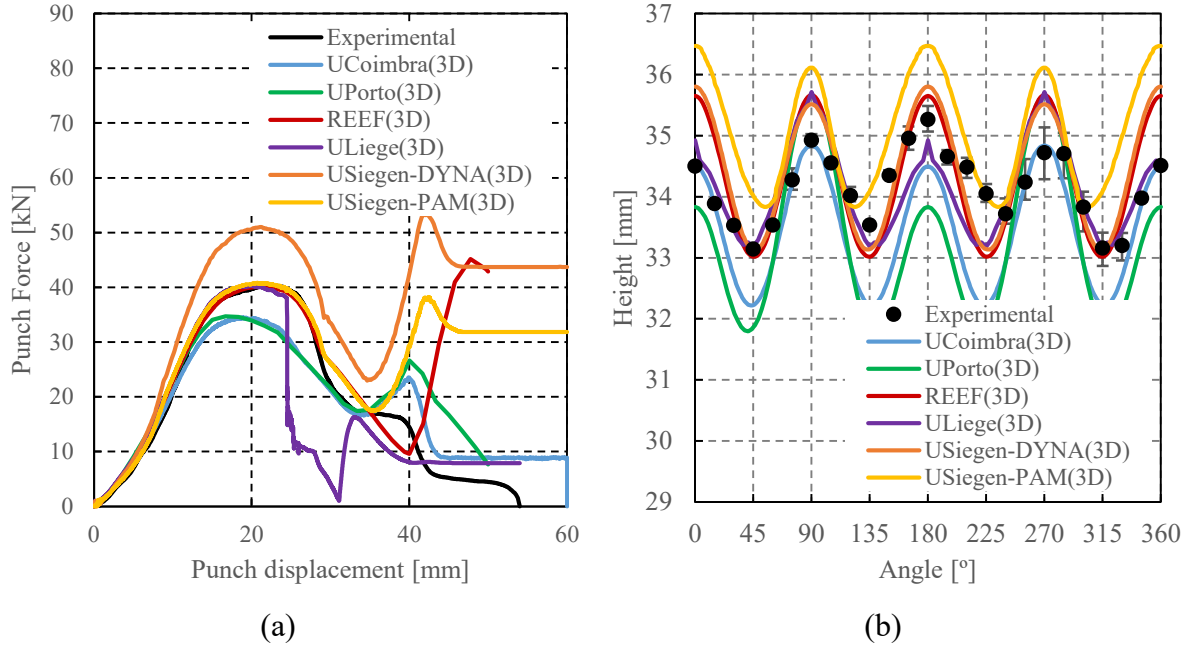 90
80
70
60
50
40
30
20
10
0
Punch Force [kN]
Experimental
UCoimbra(3D)
UPorto(3D)
REEF(3D)
ULiege(3D)
USiegen-DYNA(3D)
USiegen-PAM(3D)
0 20 40 60
Punch displacement [mm]
(a)
37
36
35
34
33
32
31
30
29
Height [mm]
Experimental
UCoimbra(3D)
UPorto(3D)
REEF(3D)
ULiege(3D)
USiegen-DYNA(3D)
USiegen-PAM(3D)
0 45 90 135 180 225 270 315 360
Angle [º]
(b)